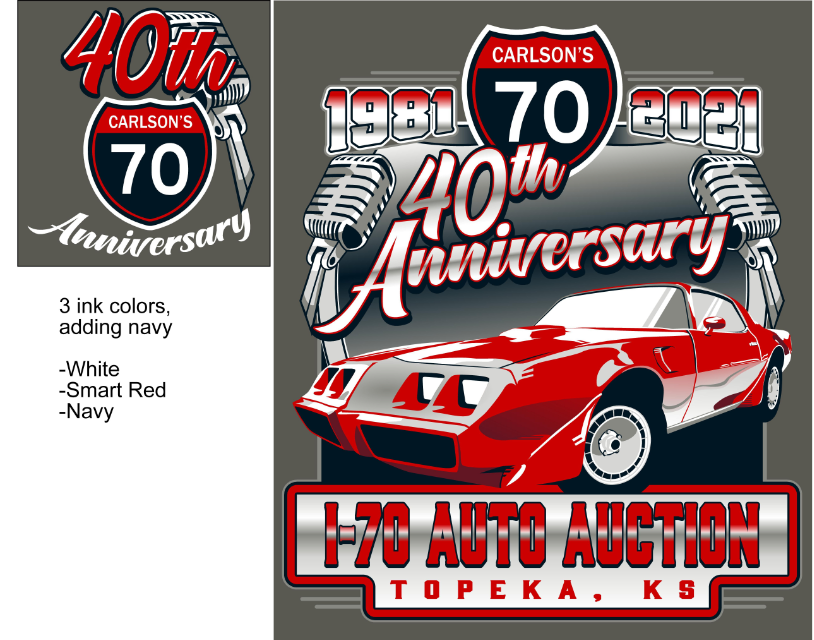 40th
CARLSON'S
70
Anniversary
3 ink colors,
adding navy
-White
-Smart Red
-Navy
CARLSON'S
1981 70 2021
40th
Anniversary
I-70 AUTO AUCTION
TOPEKA, KS